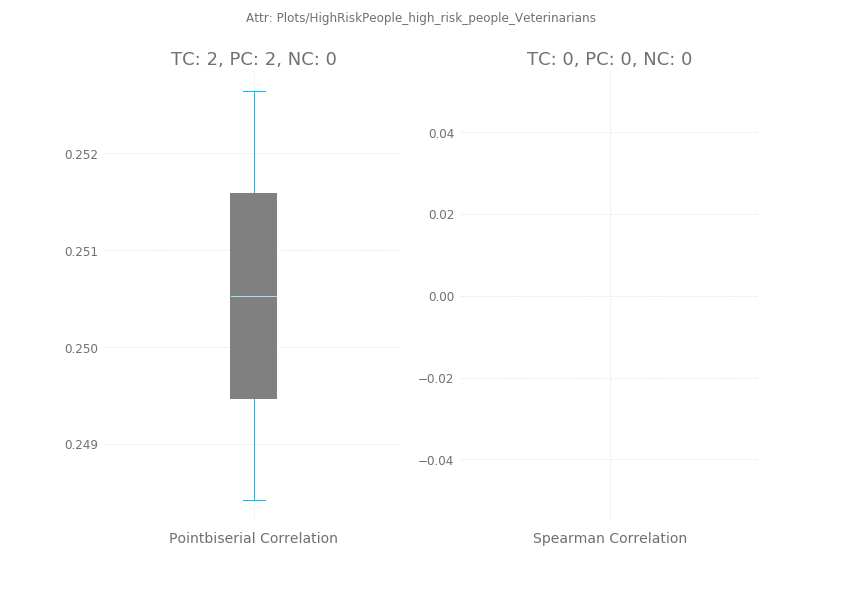 Attr: Plots/HighRiskPeople_high_risk_people_Veterinarians
TC: 2, PC: 2, NC: 0
0.252
0.251
0.250
0.249
Pointbiserial Correlation
TC: 0, PC: 0, NC: 0
0.04
0.02
0.00
−0.02
−0.04
Spearman Correlation